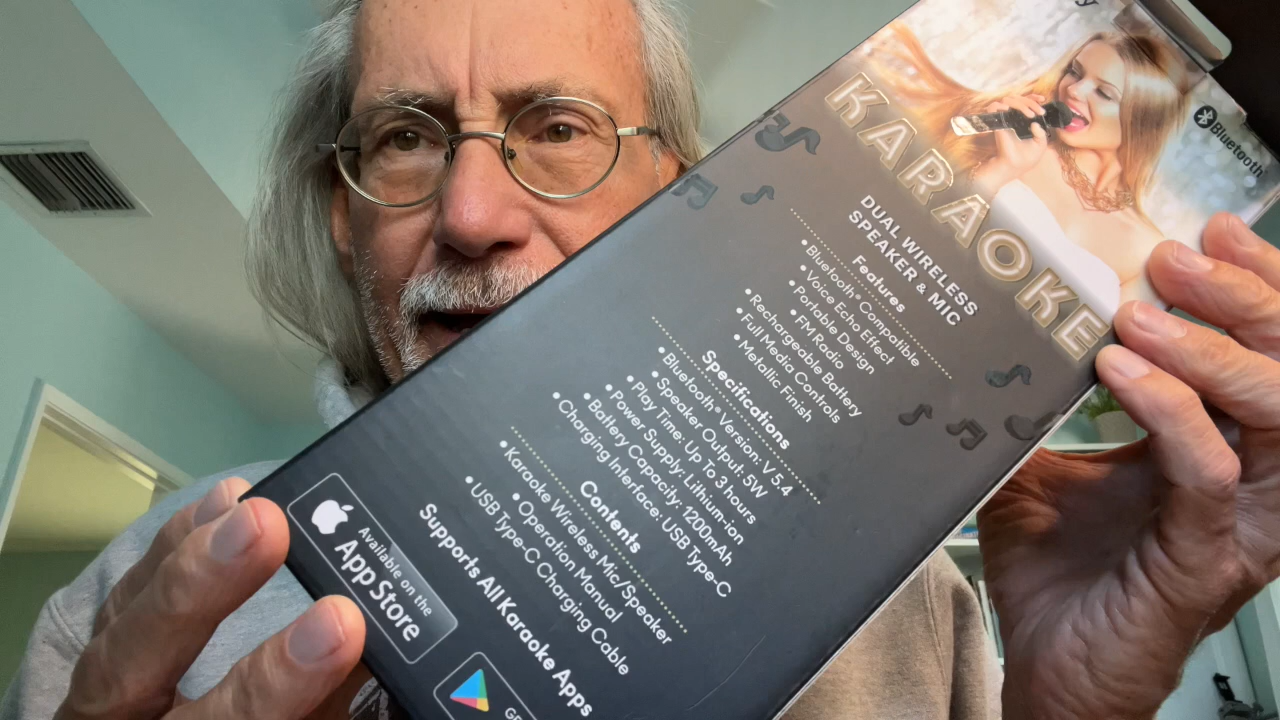 Bluetooth®
KARAOKE
DUAL WIRELESS
SPEAKER & MIC
Features
• Bluetooth® Compatible
• Voice Echo Effect
• Portable Design
• FM Radio
• Rechargeable Battery
• Full Media Controls
• Metallic Finish
Specifications
• Bluetooth® Version: V 5.4
• Speaker Output: 5W
• Play Time: Up To 3 hours
• Power Supply: Lithium-ion
• Battery Capacity: 1200mAh
• Charging Interface: USB Type-C
Contents
• Karaoke Wireless Mic/Speaker
• Operation Manual
• USB Type-C Charging Cable
Supports All Karaoke Apps
Available on the
App Store